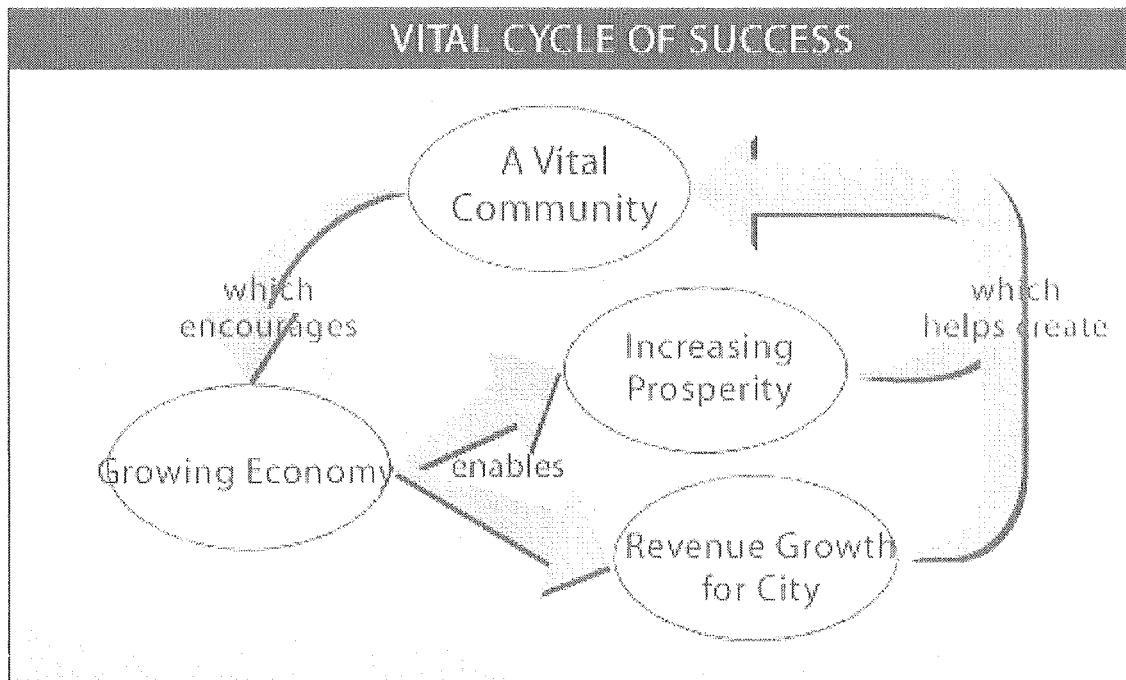 VITAL CYCLE OF SUCCESS
A Vital
Community
which
encourages
which
helps create
Increasing
Prosperity
Growing Economy
enables
Revenue Growth
for City